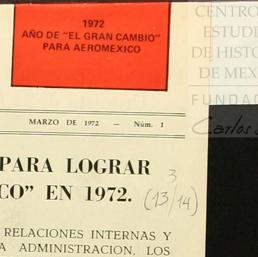 1972
AÑO DE "EL GRAN CAMBIO"
PARA AEROMEXICO
CENTRO
ESTUDI
DE HISTO
DE MEX
FUNDAC
Carlos
MARZO DE 1972 — Núm. 1
PARA LOGRAR
CO" EN 1972.
3
(13/14)
RELACIONES INTERNAS Y
A ADMINISTRACION, LOS